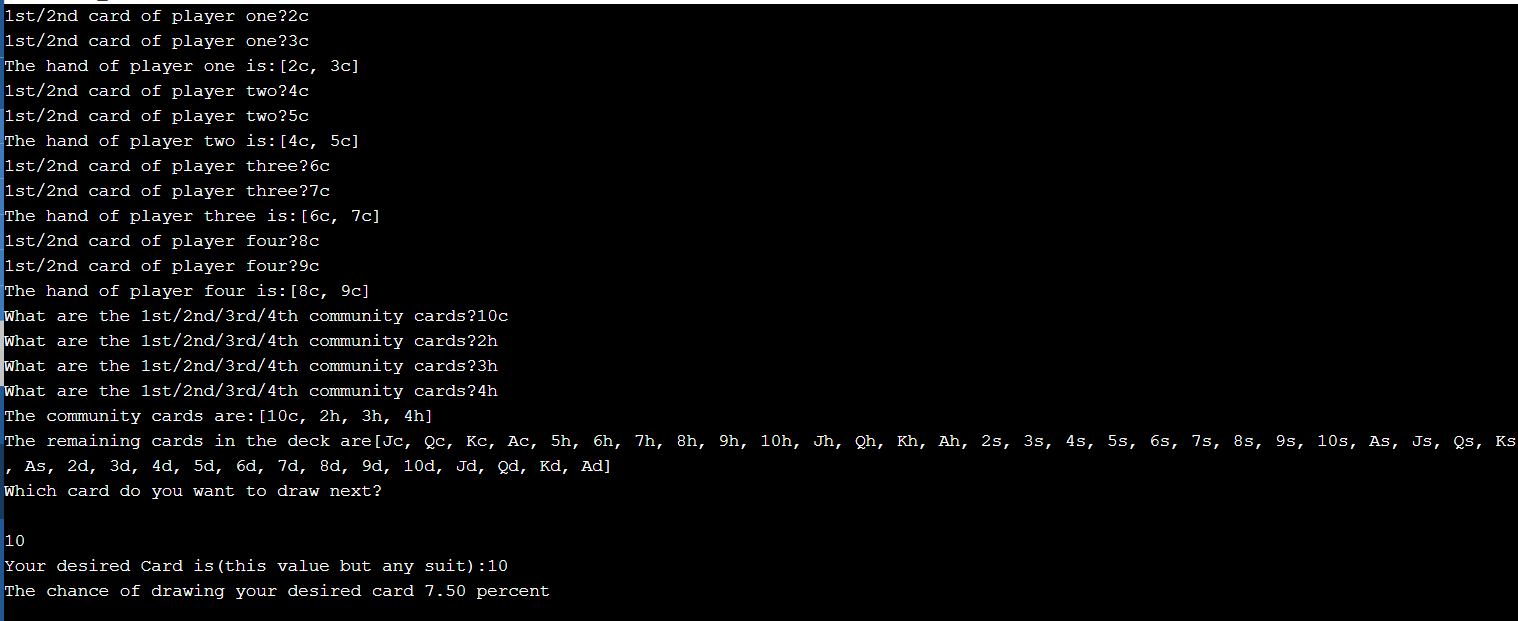 1st/2nd card of player one?2c
1st/2nd card of player one?3c
The hand of player one is:[2c, 3c]
1st/2nd card of player two?4c
1st/2nd card of player two?5c
The hand of player two is:[4c, 5c]
1st/2nd card of player three?6c
1st/2nd card of player three?7c
The hand of player three is:[6c, 7c]
1st/2nd card of player four?8c
1st/2nd card of player four?9c
The hand of player four is:[8c, 9c]
What are the 1st/2nd/3rd/4th community cards?10c
What are the 1st/2nd/3rd/4th community cards?2h
What are the 1st/2nd/3rd/4th community cards?3h
What are the 1st/2nd/3rd/4th community cards?4h
The community cards are:[10c, 2h, 3h, 4h]
The remaining cards in the deck are[Jc, Qc, Kc, Ac, 5h, 6h, 7h, 8h, 9h, 10h, Jh, Qh, Kh, Ah, 2s, 3s, 4s, 5s, 6s, 7s, 8s, 9s, 10s, As, Js, Qs, Ks
, As, 2d, 3d, 4d, 5d, 6d, 7d, 8d, 9d, 10d, Jd, Qd, Kd, Ad]
Which card do you want to draw next?
10
Your desired Card is(this value but any suit):10
The chance of drawing your desired card 7.50 percent